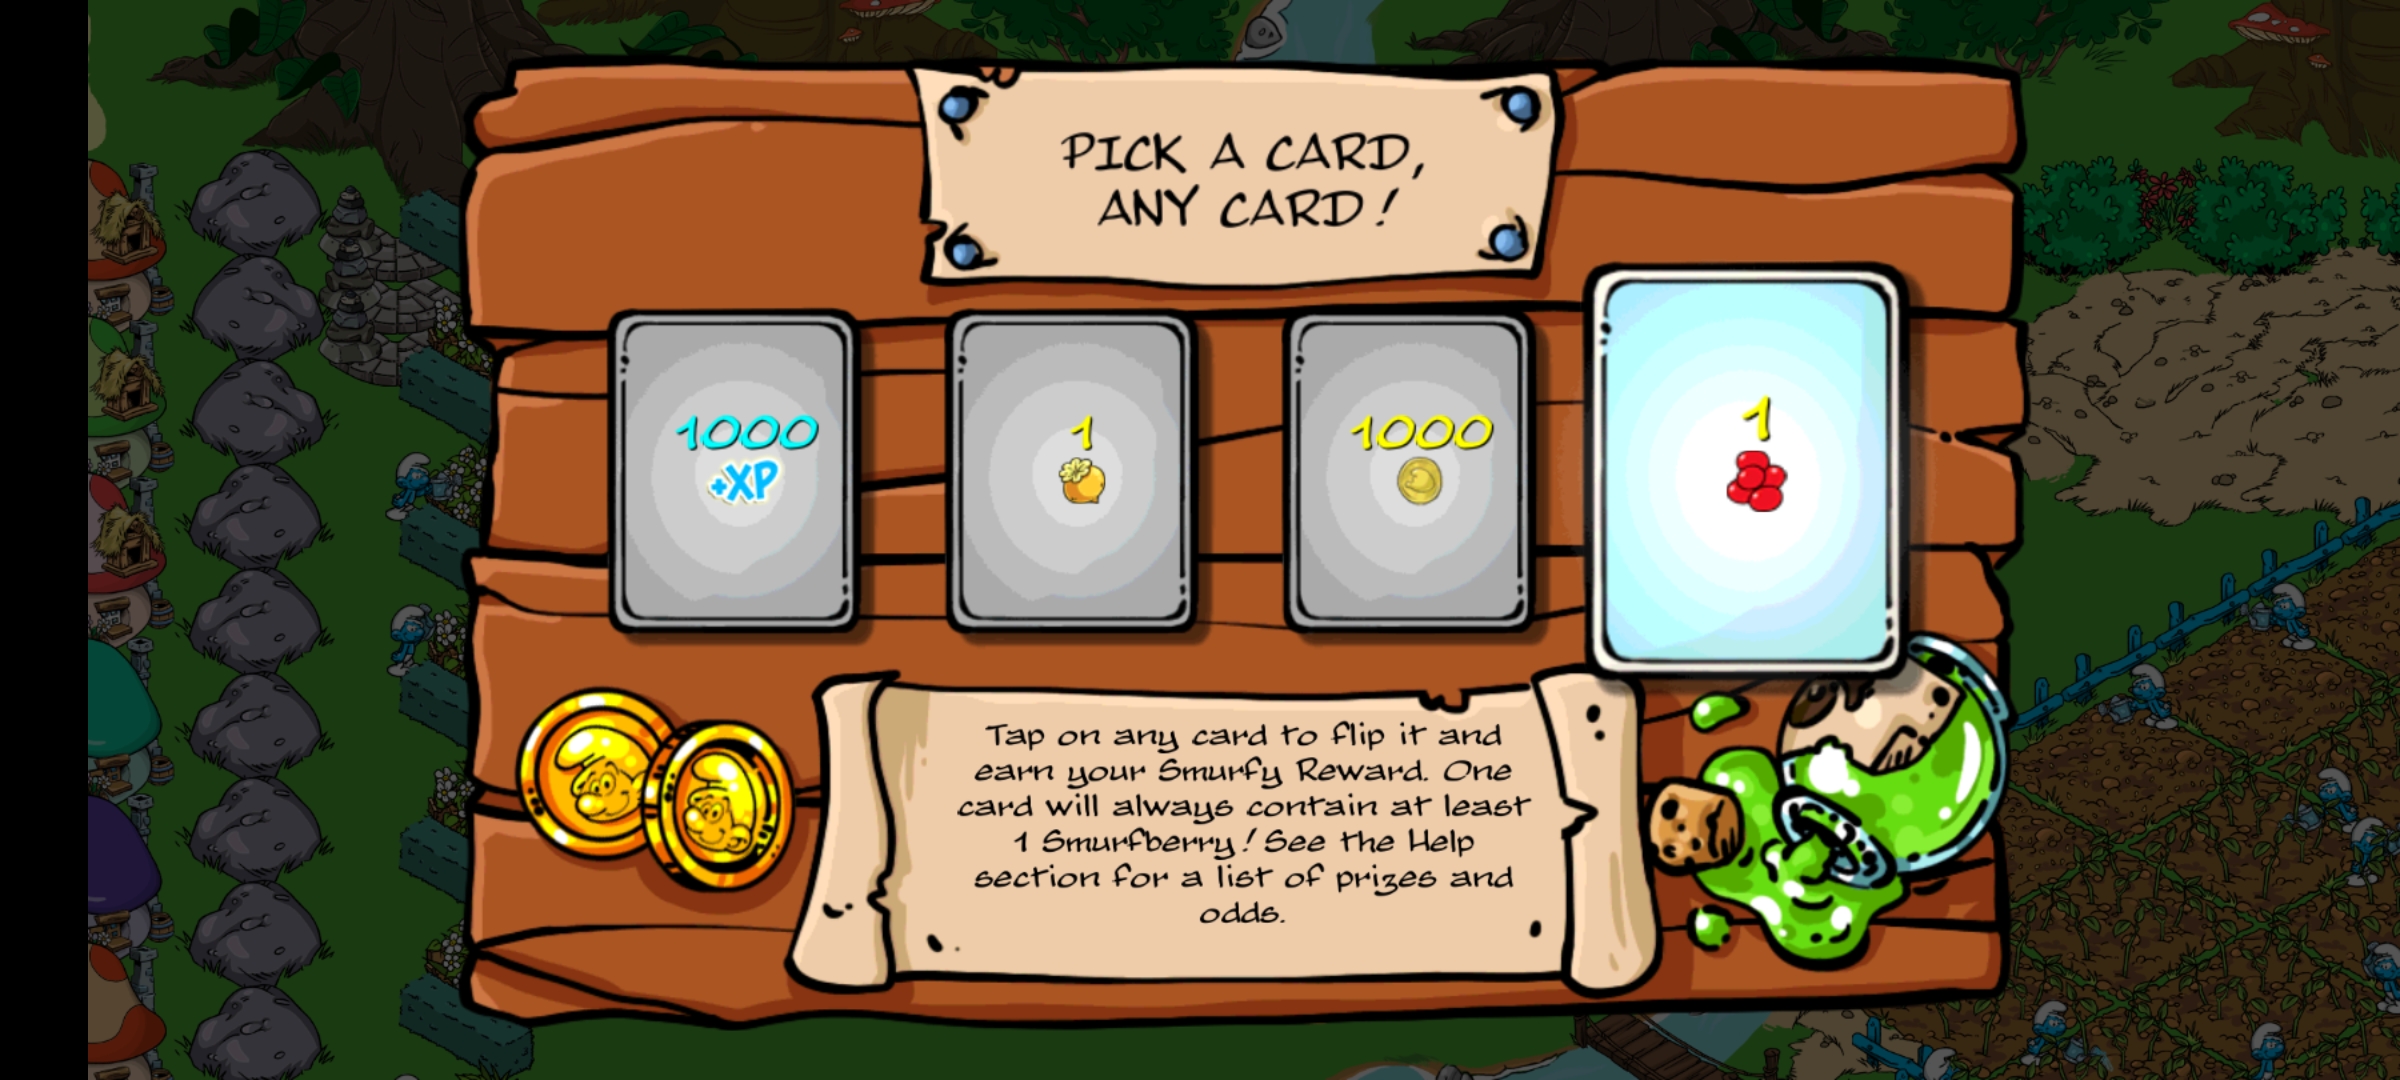 PICK A CARD,
ANY CARD!
1000
+XP
1
1000
1
Tap on any card to flip it and
earn your Smurfy Reward. One
card will always contain at least
1 Smurfberry! See the Help
section for a list of prizes and
odds.